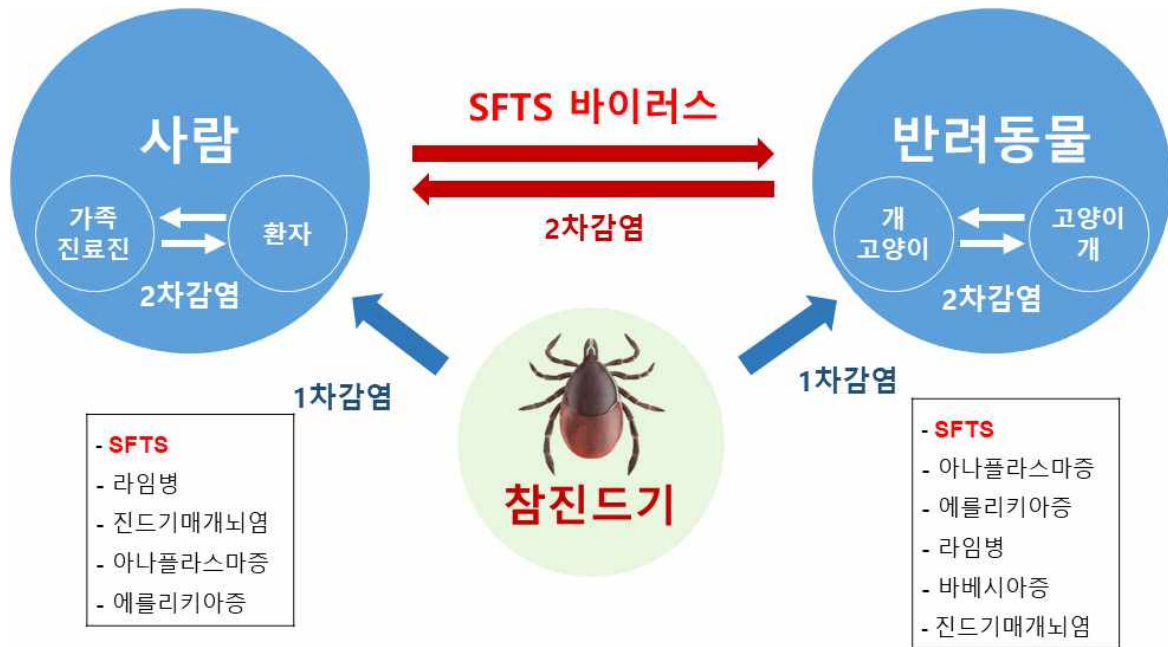 사람
가족
진료진
환자
2차감염
SFTS 바이러스
2차감염
반려동물
개
고양이
고양이
개
2차감염
1차감염
1차감염
참진드기
- SFTS
- 라임병
- 진드기매개뇌염
- 아나플라스마증
- 에를리키아증
- SFTS
- 아나플라스마증
- 에를리키아증
- 라임병
- 바베시아증
- 진드기매개뇌염